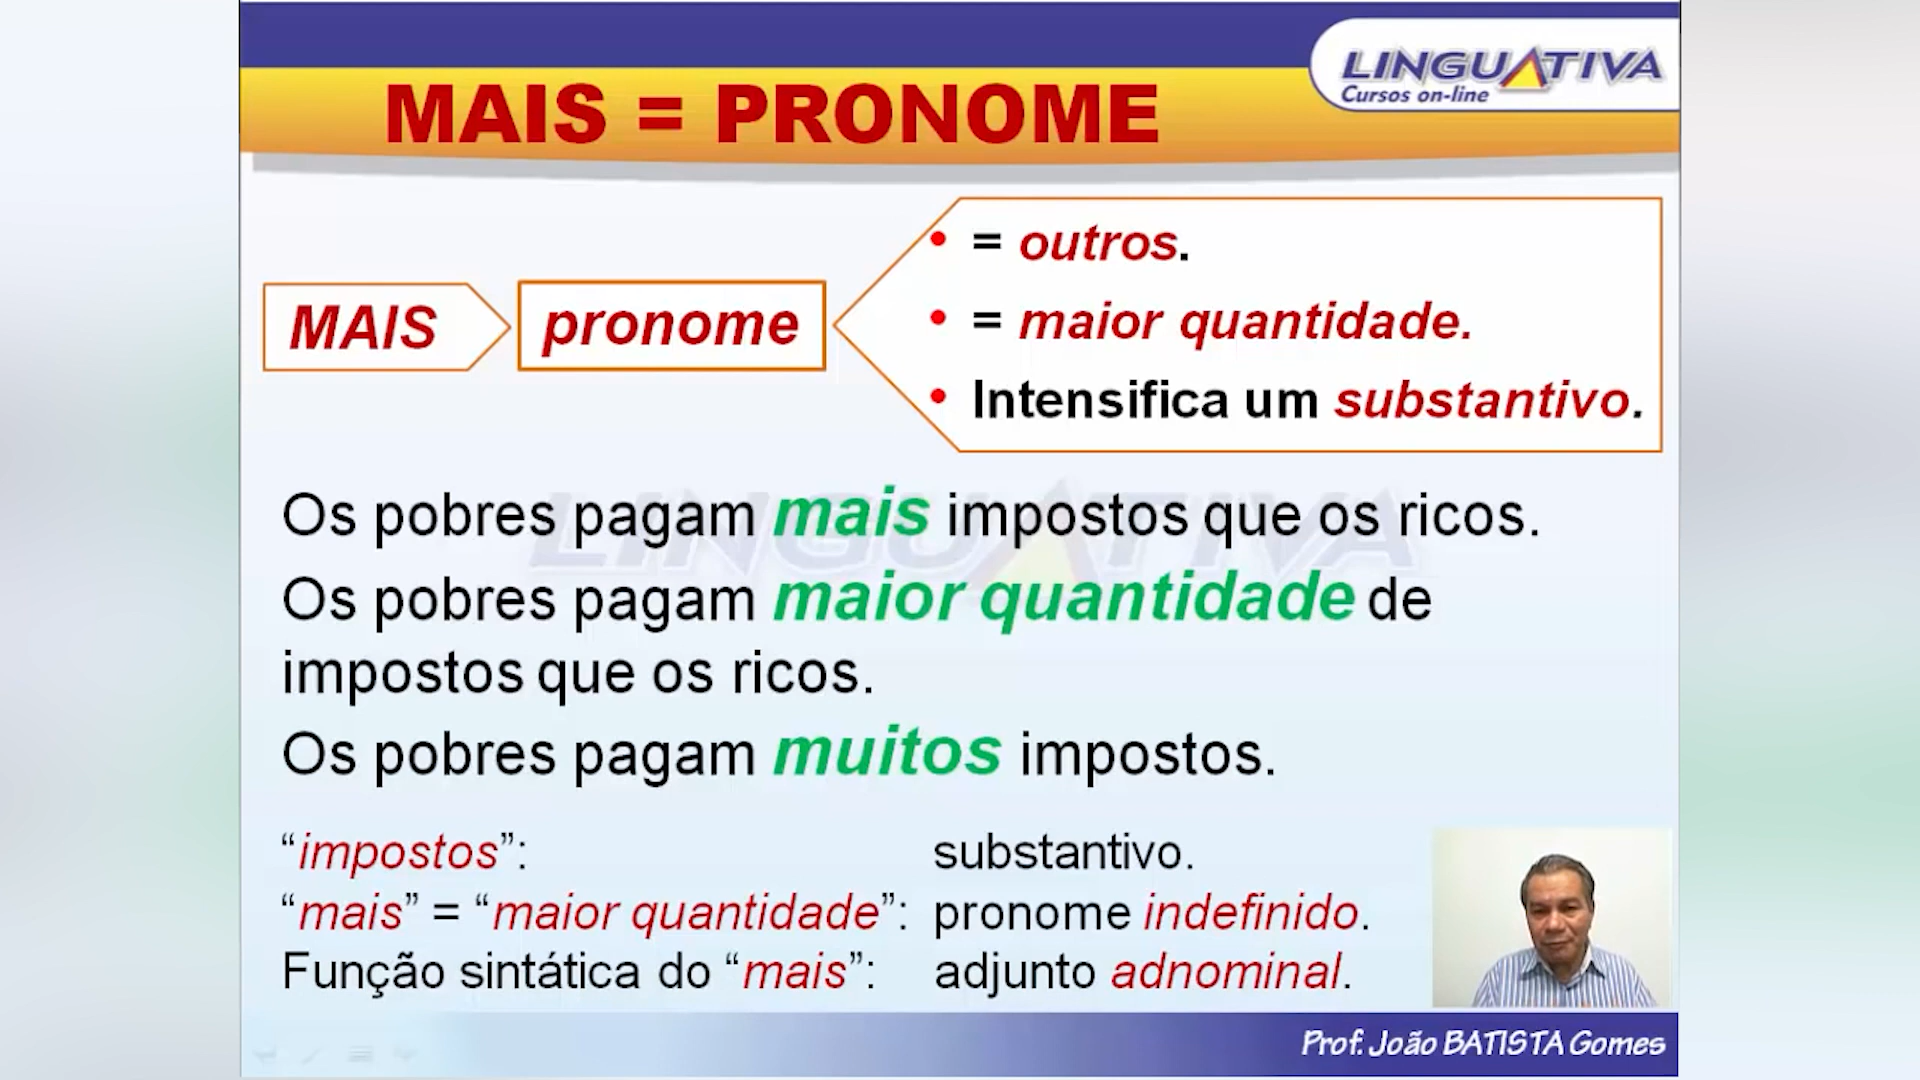 LINGUATIVA
Cursos on-line
MAIS = PRONOME
MAIS
pronome
• = outros.
• = maior quantidade.
• Intensifica um substantivo.
LINGUATIVA
Os pobres pagam mais impostos que os ricos.
Os pobres pagam maior quantidade de
impostos que os ricos.
Os pobres pagam muitos impostos.
“impostos”: substantivo.
“mais” = “maior quantidade”: pronome indefinido.
Função sintática do “mais”: adjunto adnominal.
Prof. João BATISTA Gomes